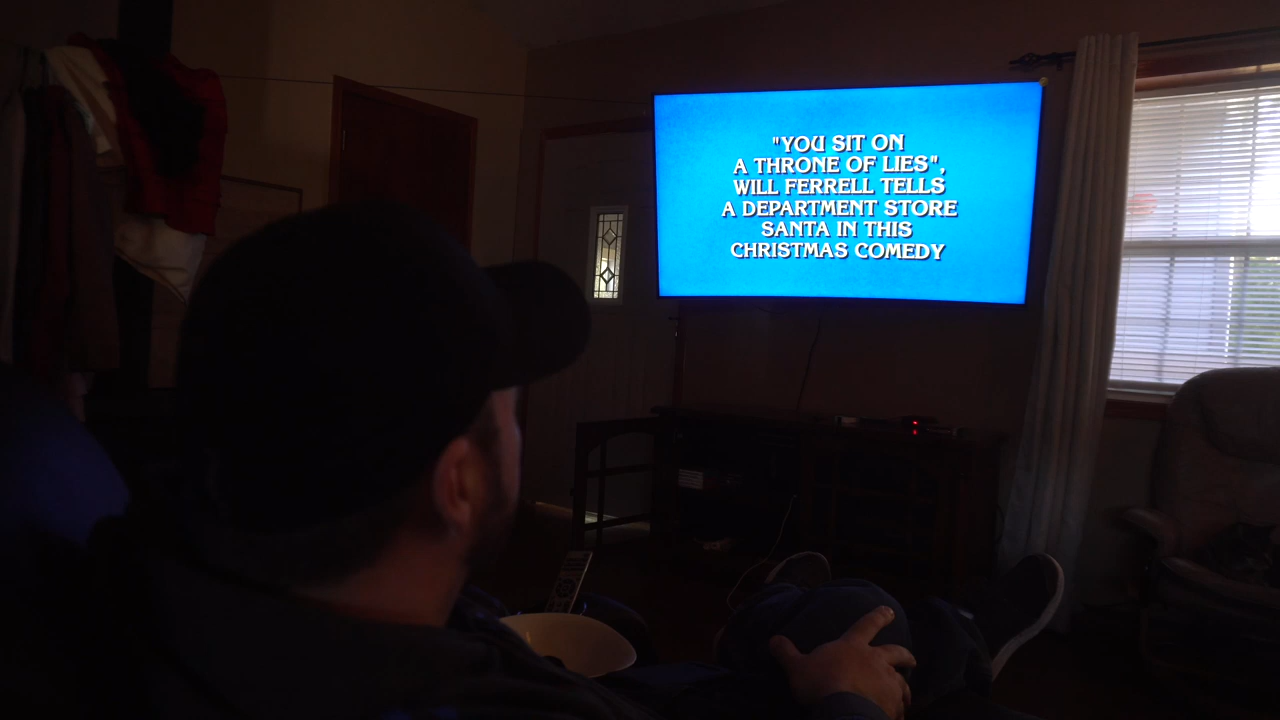 "YOU SIT ON
A THRONE OF LIES",
WILL FERRELL TELLS
A DEPARTMENT STORE
SANTA IN THIS
CHRISTMAS COMEDY